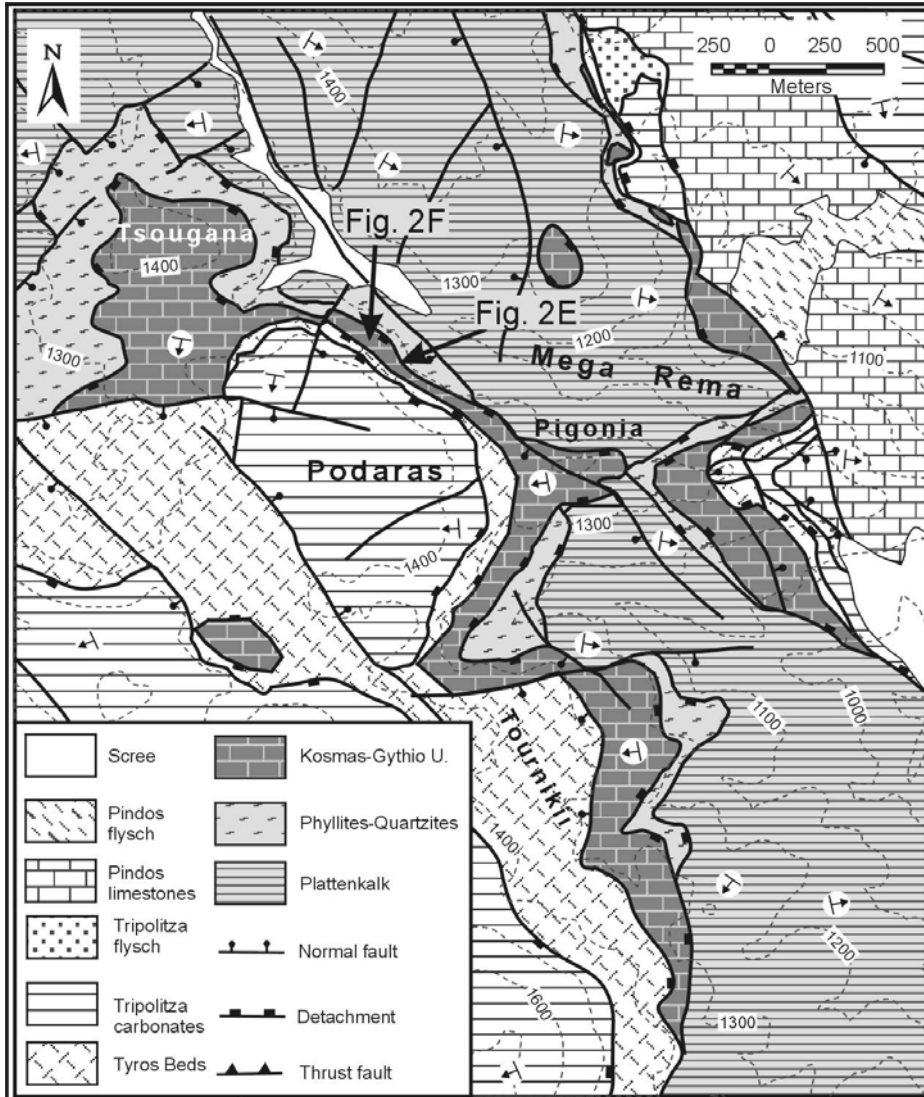 N
250 0 250 500
Meters
1400
1300
Fig. 2F
Tsougana
1400
1300
Fig. 2E
1200
1300
Mega Rema
1100
Pigonia
Podaras
1300
1400
1100
1000
Tournikii
1400
1200
1300
1600
Scree
Kosmas-Gythio U.
Pindos
flysch
Phyllites-Quartzites
Pindos
limestones
Plattenkalk
Tripolitza
flysch
Normal fault
Tripolitza
carbonates
Detachment
Tyros Beds
Thrust fault